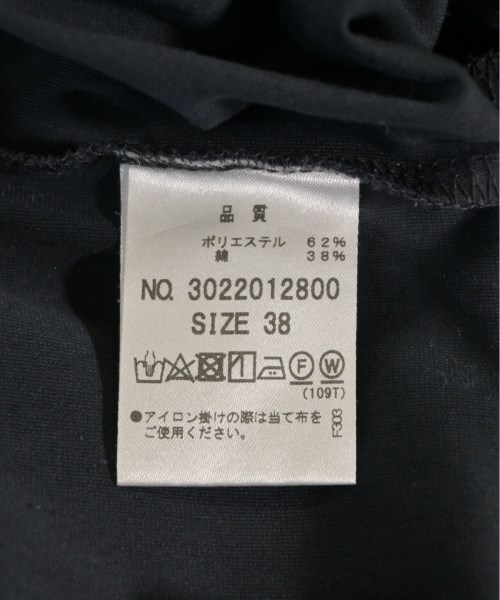 品質
ポリエステル 62%
綿 38%
NO. 3022012800
SIZE 38
F W
(109T)
●アイロン掛けの際は当て布を
ご使用ください。
F303